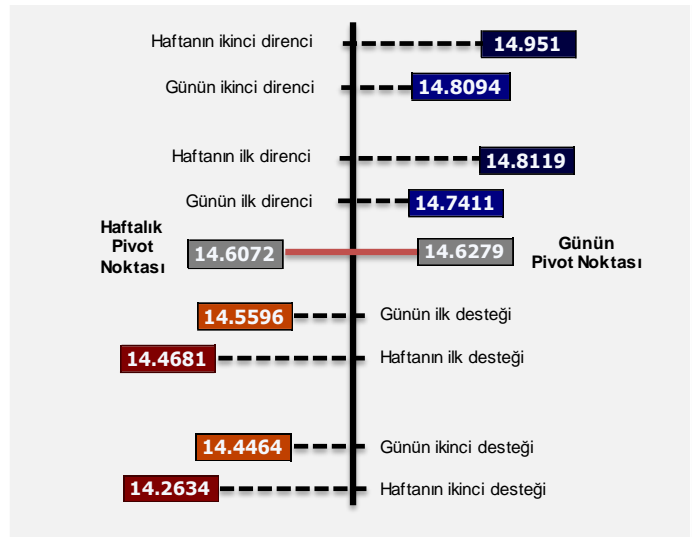 Haftanın ikinci direnci
14.951
Günün ikinci direnci
14.8094
Haftanın ilk direnci
14.8119
Günün ilk direnci
14.7411
Haftalık
Pivot
Noktası
14.6072
14.6279
Günün
Pivot Noktası
14.5596
Günün ilk desteği
14.4681
Haftanın ilk desteği
14.4464
Günün ikinci desteği
14.2634
Haftanın ikinci desteği